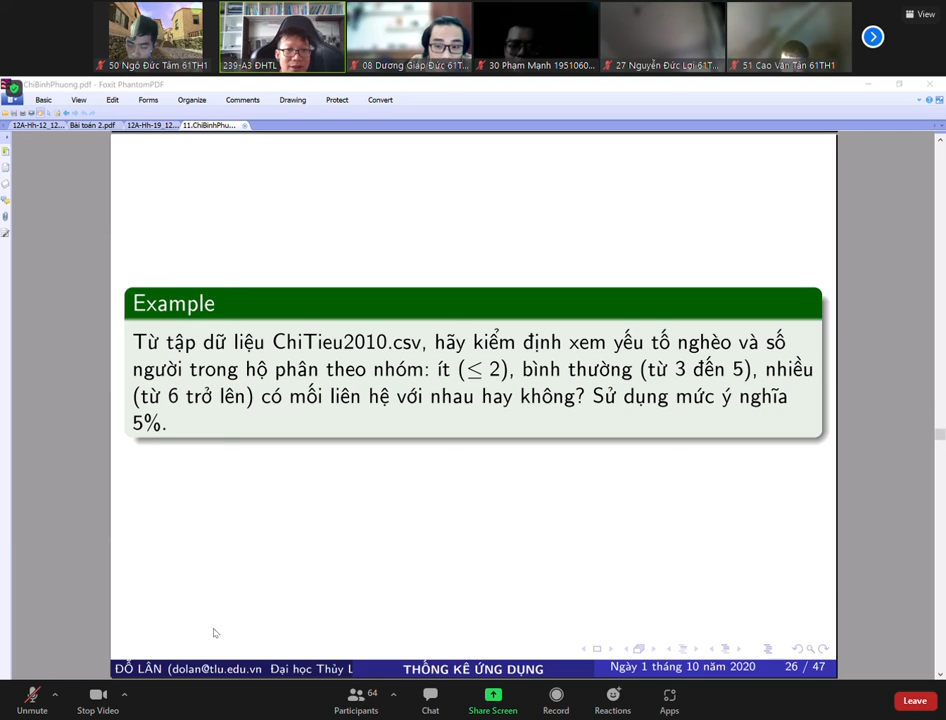 View
50 Ngô Đức Tâm 61TH1
239-A3 ĐHTL
08 Dương Giáp Đức 61T...
30 Phạm Mạnh 1951060...
27 Nguyễn Đức Lợi 61T...
51 Cao Văn Tân 61TH1
ChiBinhPhuong.pdf - Foxit PhantomPDF
Basic View Edit Forms Organize Comments Drawing Protect Convert
12A-Hh-12_12... Bài toán 2.pdf 12A-Hh-19_12... 11.ChiBinhPhu...
Example
Từ tập dữ liệu ChiTieu2010.csv, hãy kiểm định xem yếu tố nghèo và số
người trong hộ phân theo nhóm: ít (≤ 2), bình thường (từ 3 đến 5), nhiều
(từ 6 trở lên) có mối liên hệ với nhau hay không? Sử dụng mức ý nghĩa
5%.
ĐỖ LÂN (dolan@tlu.edu.vn Đại học Thủy L
THỐNG KÊ ỨNG DỤNG
Ngày 1 tháng 10 năm 2020
26 / 47
Unmute
Stop Video
64
Participants
Chat
Share Screen
Record
Reactions
Apps
Leave